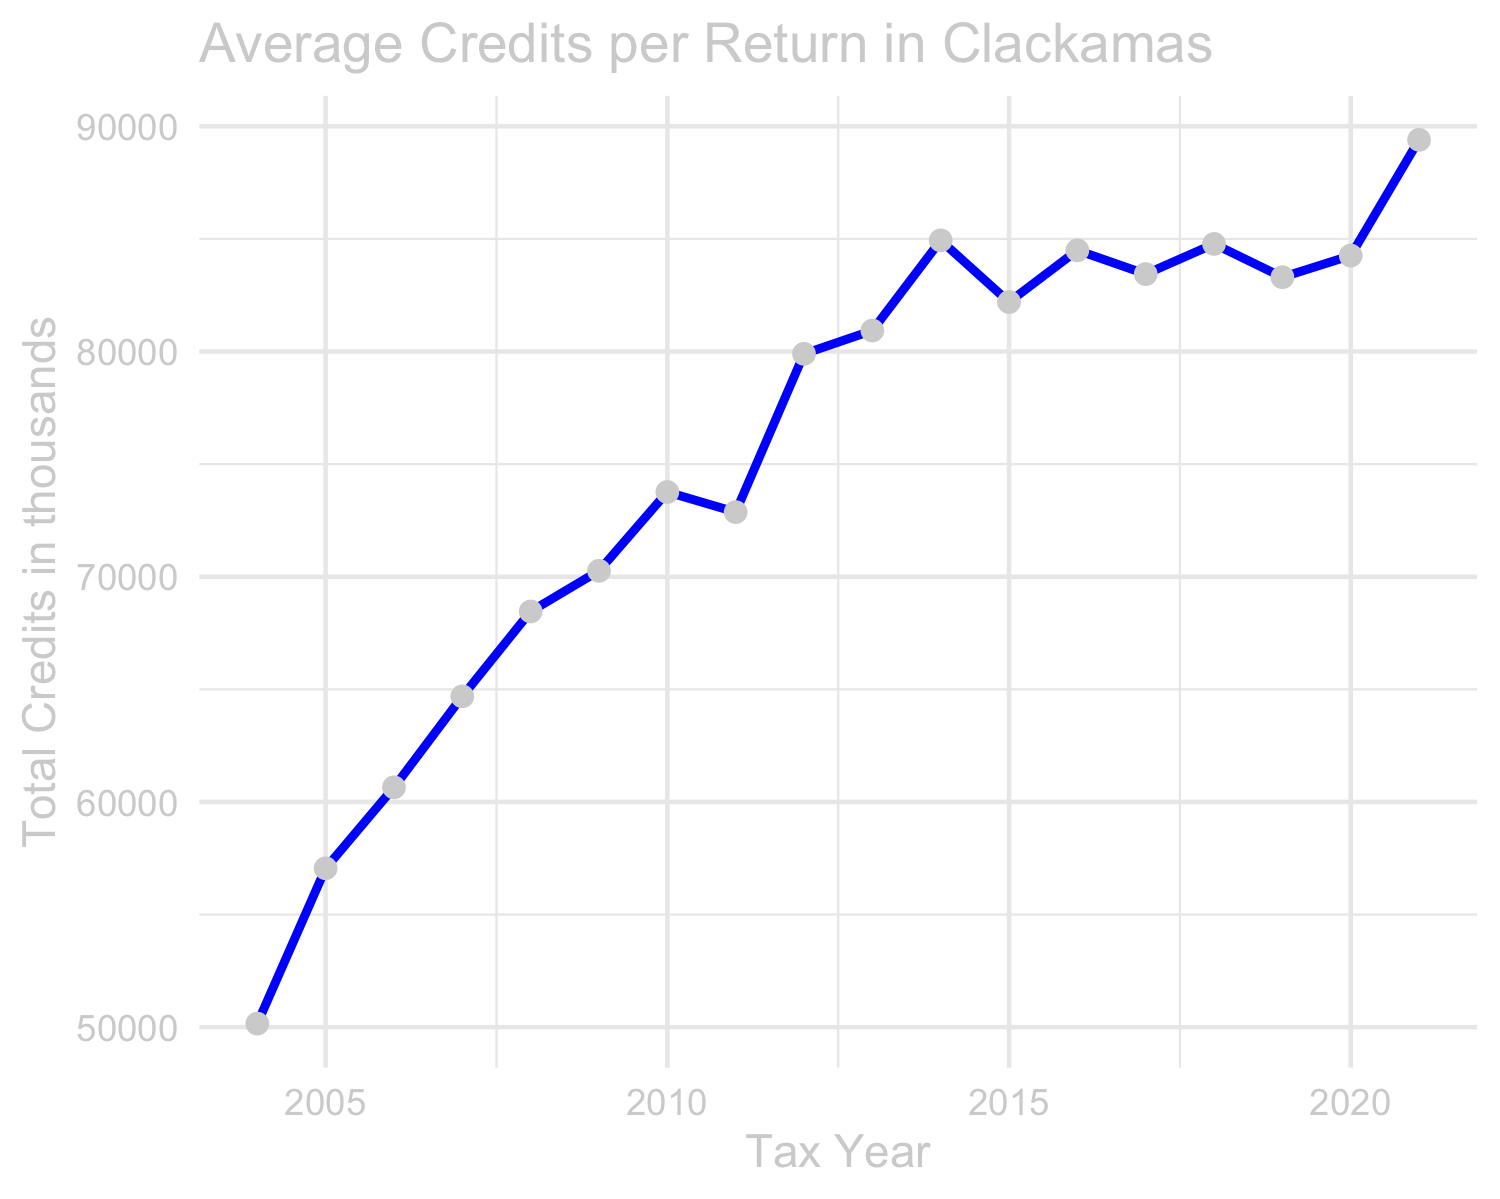 Average Credits per Return in Clackamas
Total Credits in thousands
90000
80000
70000
60000
50000
2005 2010 2015 2020
Tax Year